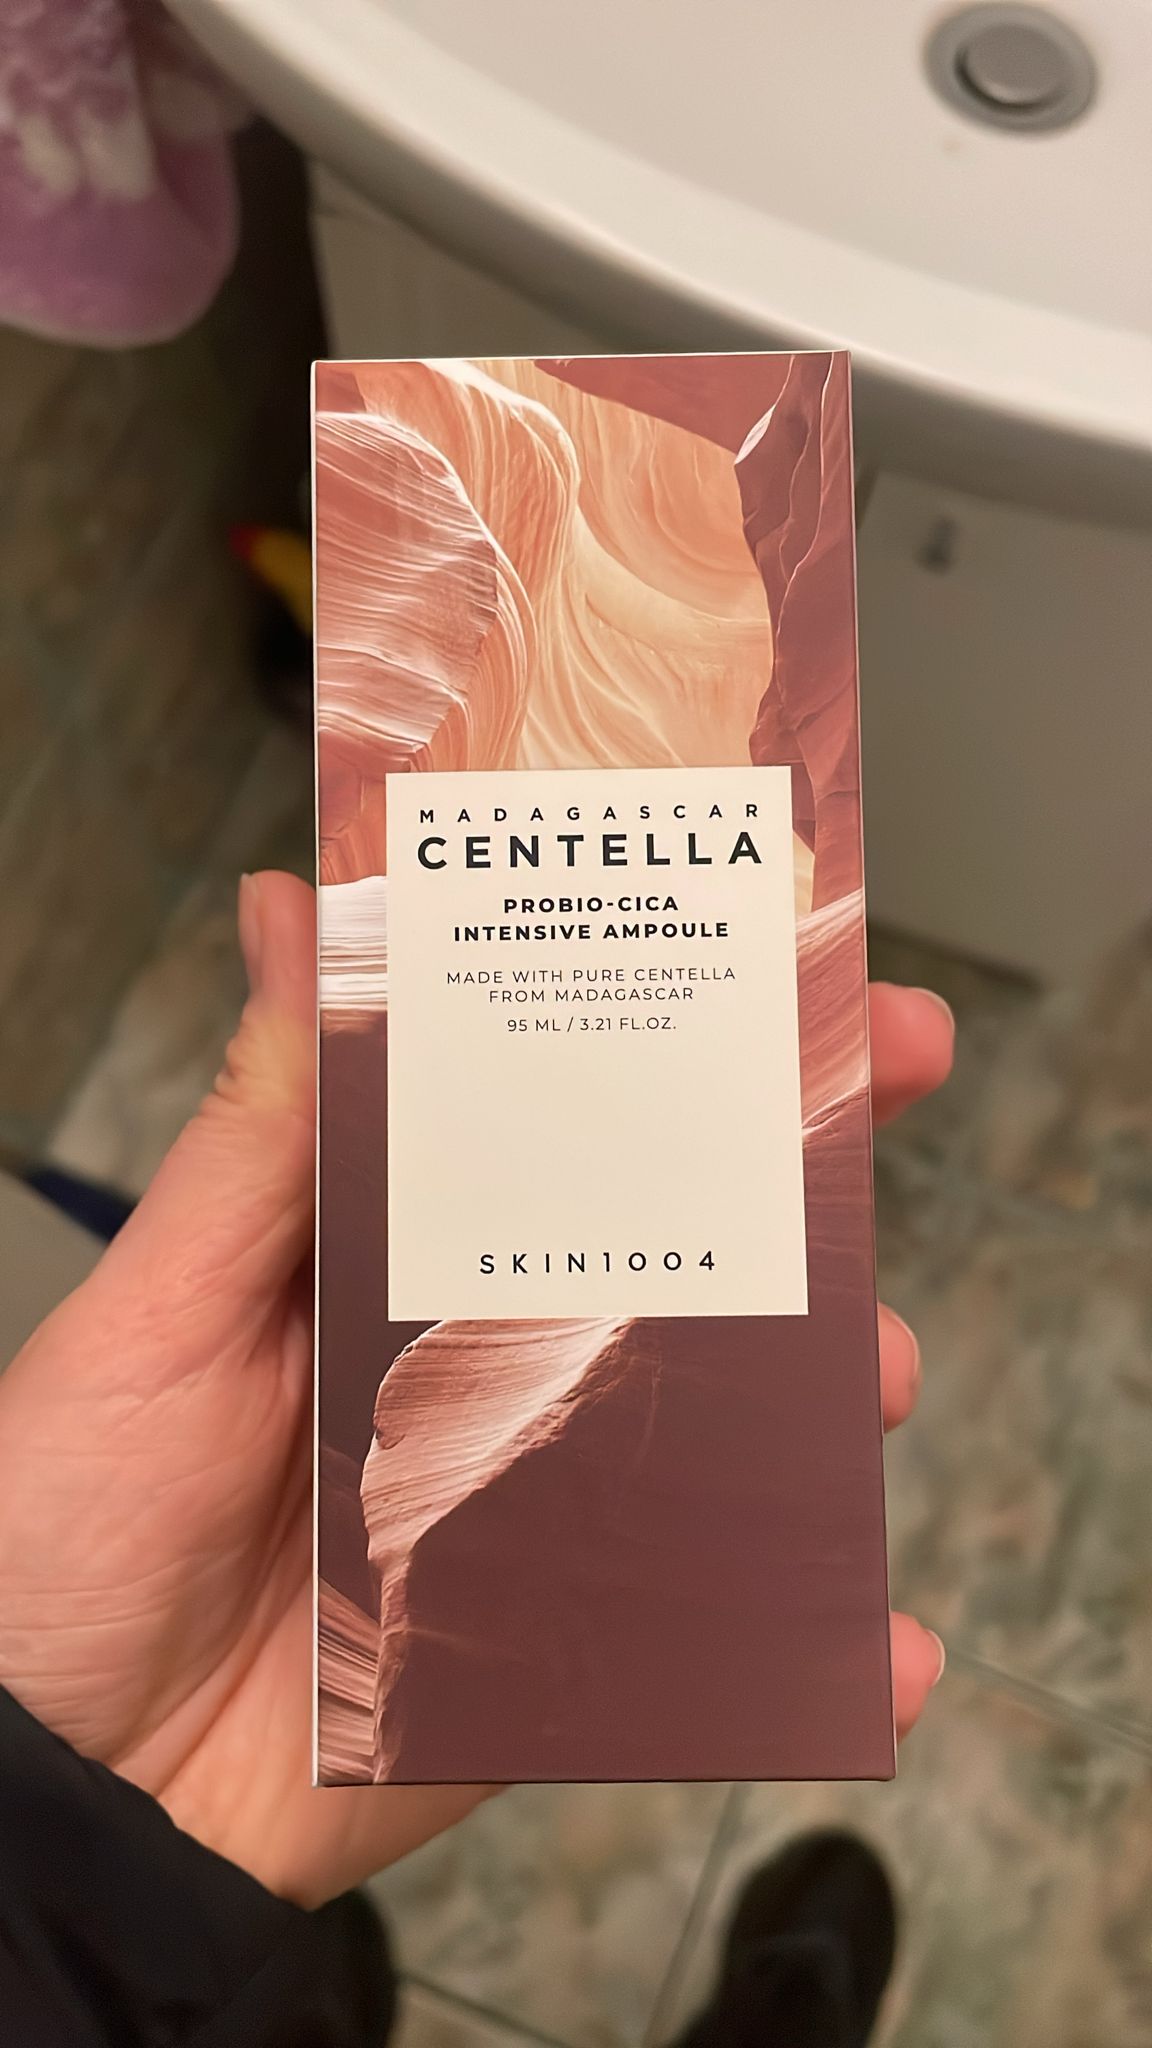 MADAGASCAR
CENTELLA
PROBIO-CICA
INTENSIVE AMPOULE
MADE WITH PURE CENTELLA
FROM MADAGASCAR
95 ML / 3.21 FL.OZ.
SKIN1004